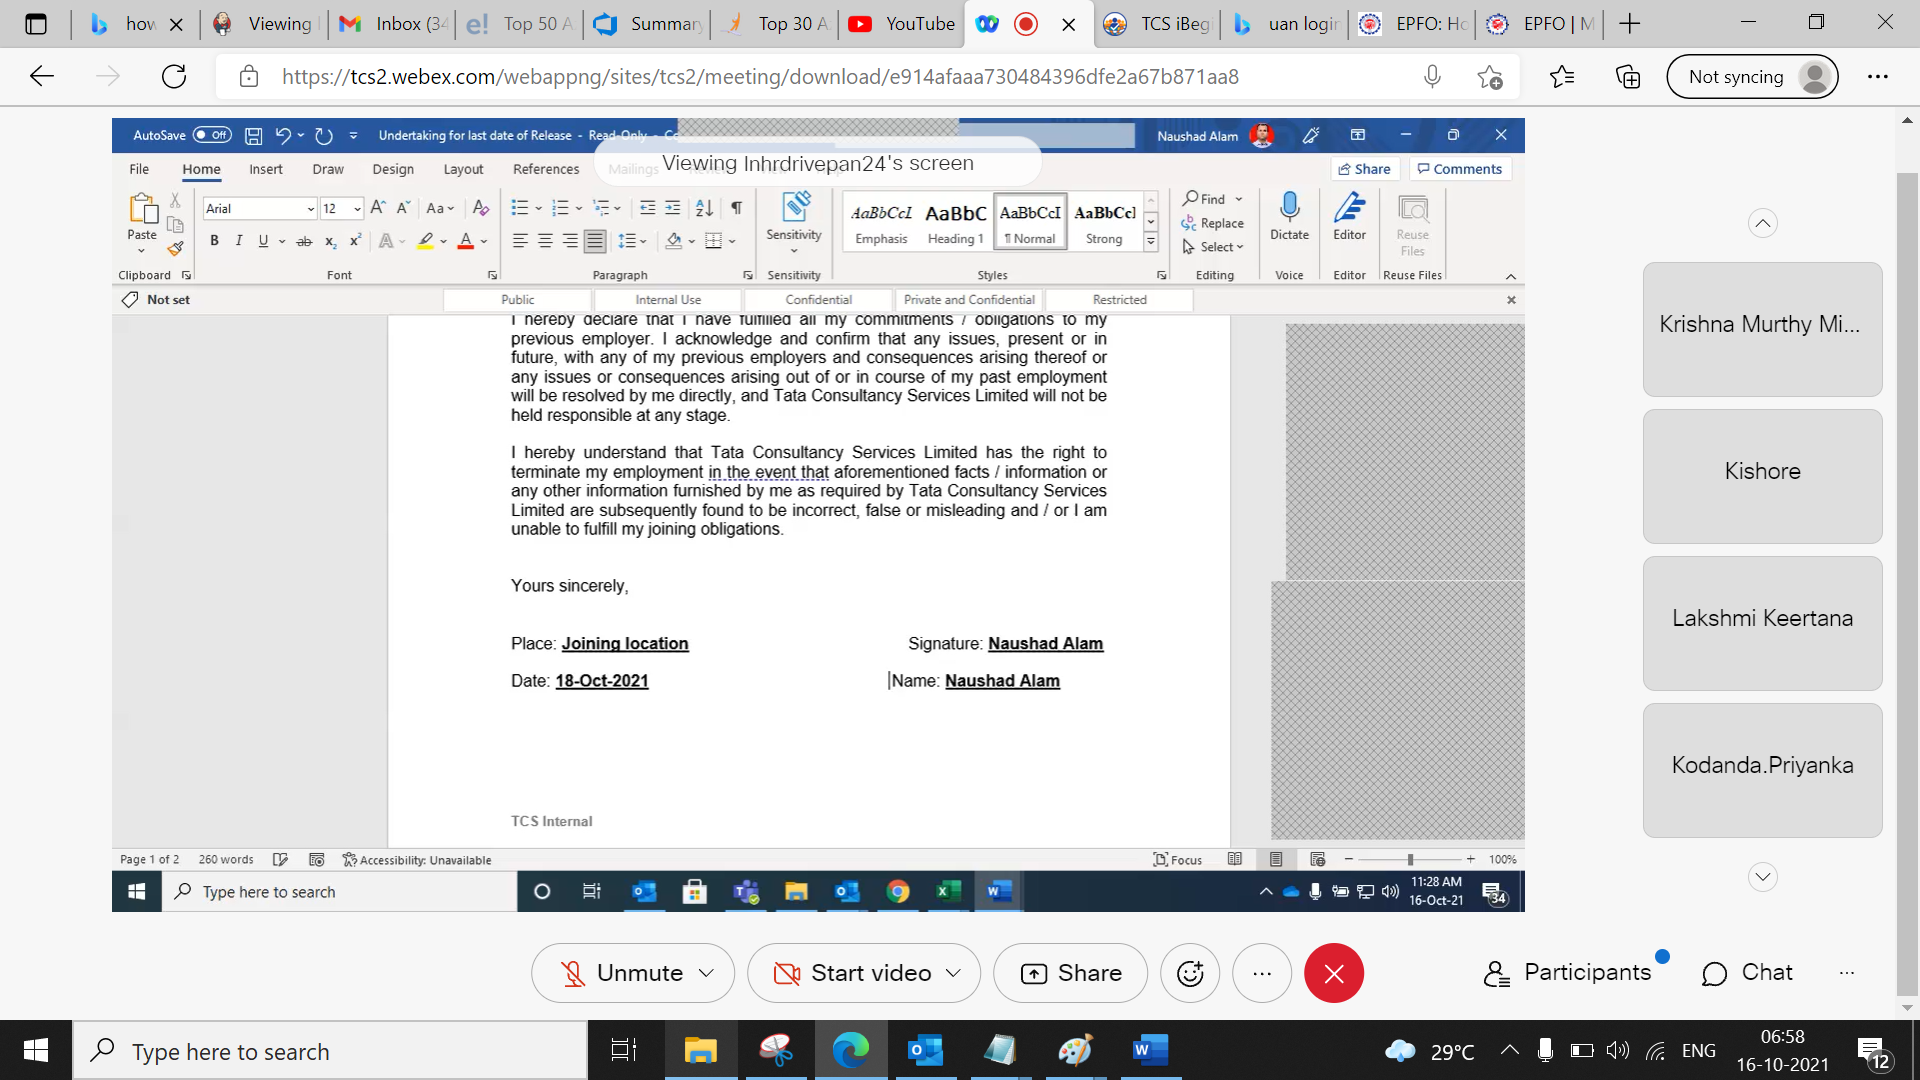 how
Viewing
Inbox (34
Top 50 A
Summary
Top 30 A
YouTube
TCS iBegi
uan login
EPFO: Ho
EPFO | M
https://tcs2.webex.com/webappng/sites/tcs2/meeting/download/e914afaaa730484396dfe2a67b871aa8
Not syncing
AutoSave Off Undertaking for last date of Release - Read-Only - Co Naushad Alam
Viewing Inhrdrivepan24's screen
File Home Insert Draw Design Layout References Mailings Share Comments
Paste
Arial 12
Aa
B I U ab x₂ x² A A
Sensitivity
AaBbCcI AaBbC AaBbCcI AaBbCcl
Emphasis Heading 1 ¶ Normal Strong
Find
Replace
Select
Dictate
Editor
Reuse
Files
Clipboard Font Paragraph Sensitivity Styles Editing Voice Editor Reuse Files
Not set Public Internal Use Confidential Private and Confidential Restricted
I hereby declare that I have fulfilled all my commitments / obligations to my
previous employer. I acknowledge and confirm that any issues, present or in
future, with any of my previous employers and consequences arising thereof or
any issues or consequences arising out of or in course of my past employment
will be resolved by me directly, and Tata Consultancy Services Limited will not be
held responsible at any stage.
I hereby understand that Tata Consultancy Services Limited has the right to
terminate my employment in the event that aforementioned facts / information or
any other information furnished by me as required by Tata Consultancy Services
Limited are subsequently found to be incorrect, false or misleading and / or I am
unable to fulfill my joining obligations.
Yours sincerely,
Place: Joining location Signature: Naushad Alam
Date: 18-Oct-2021 Name: Naushad Alam
TCS Internal
Page 1 of 2 260 words Accessibility: Unavailable Focus 100%
Type here to search
11:28 AM
16-Oct-21
34
Krishna Murthy Mi...
Kishore
Lakshmi Keertana
Kodanda.Priyanka
Unmute Start video Share Participants Chat
Type here to search
29°C ENG
06:58
16-10-2021
12